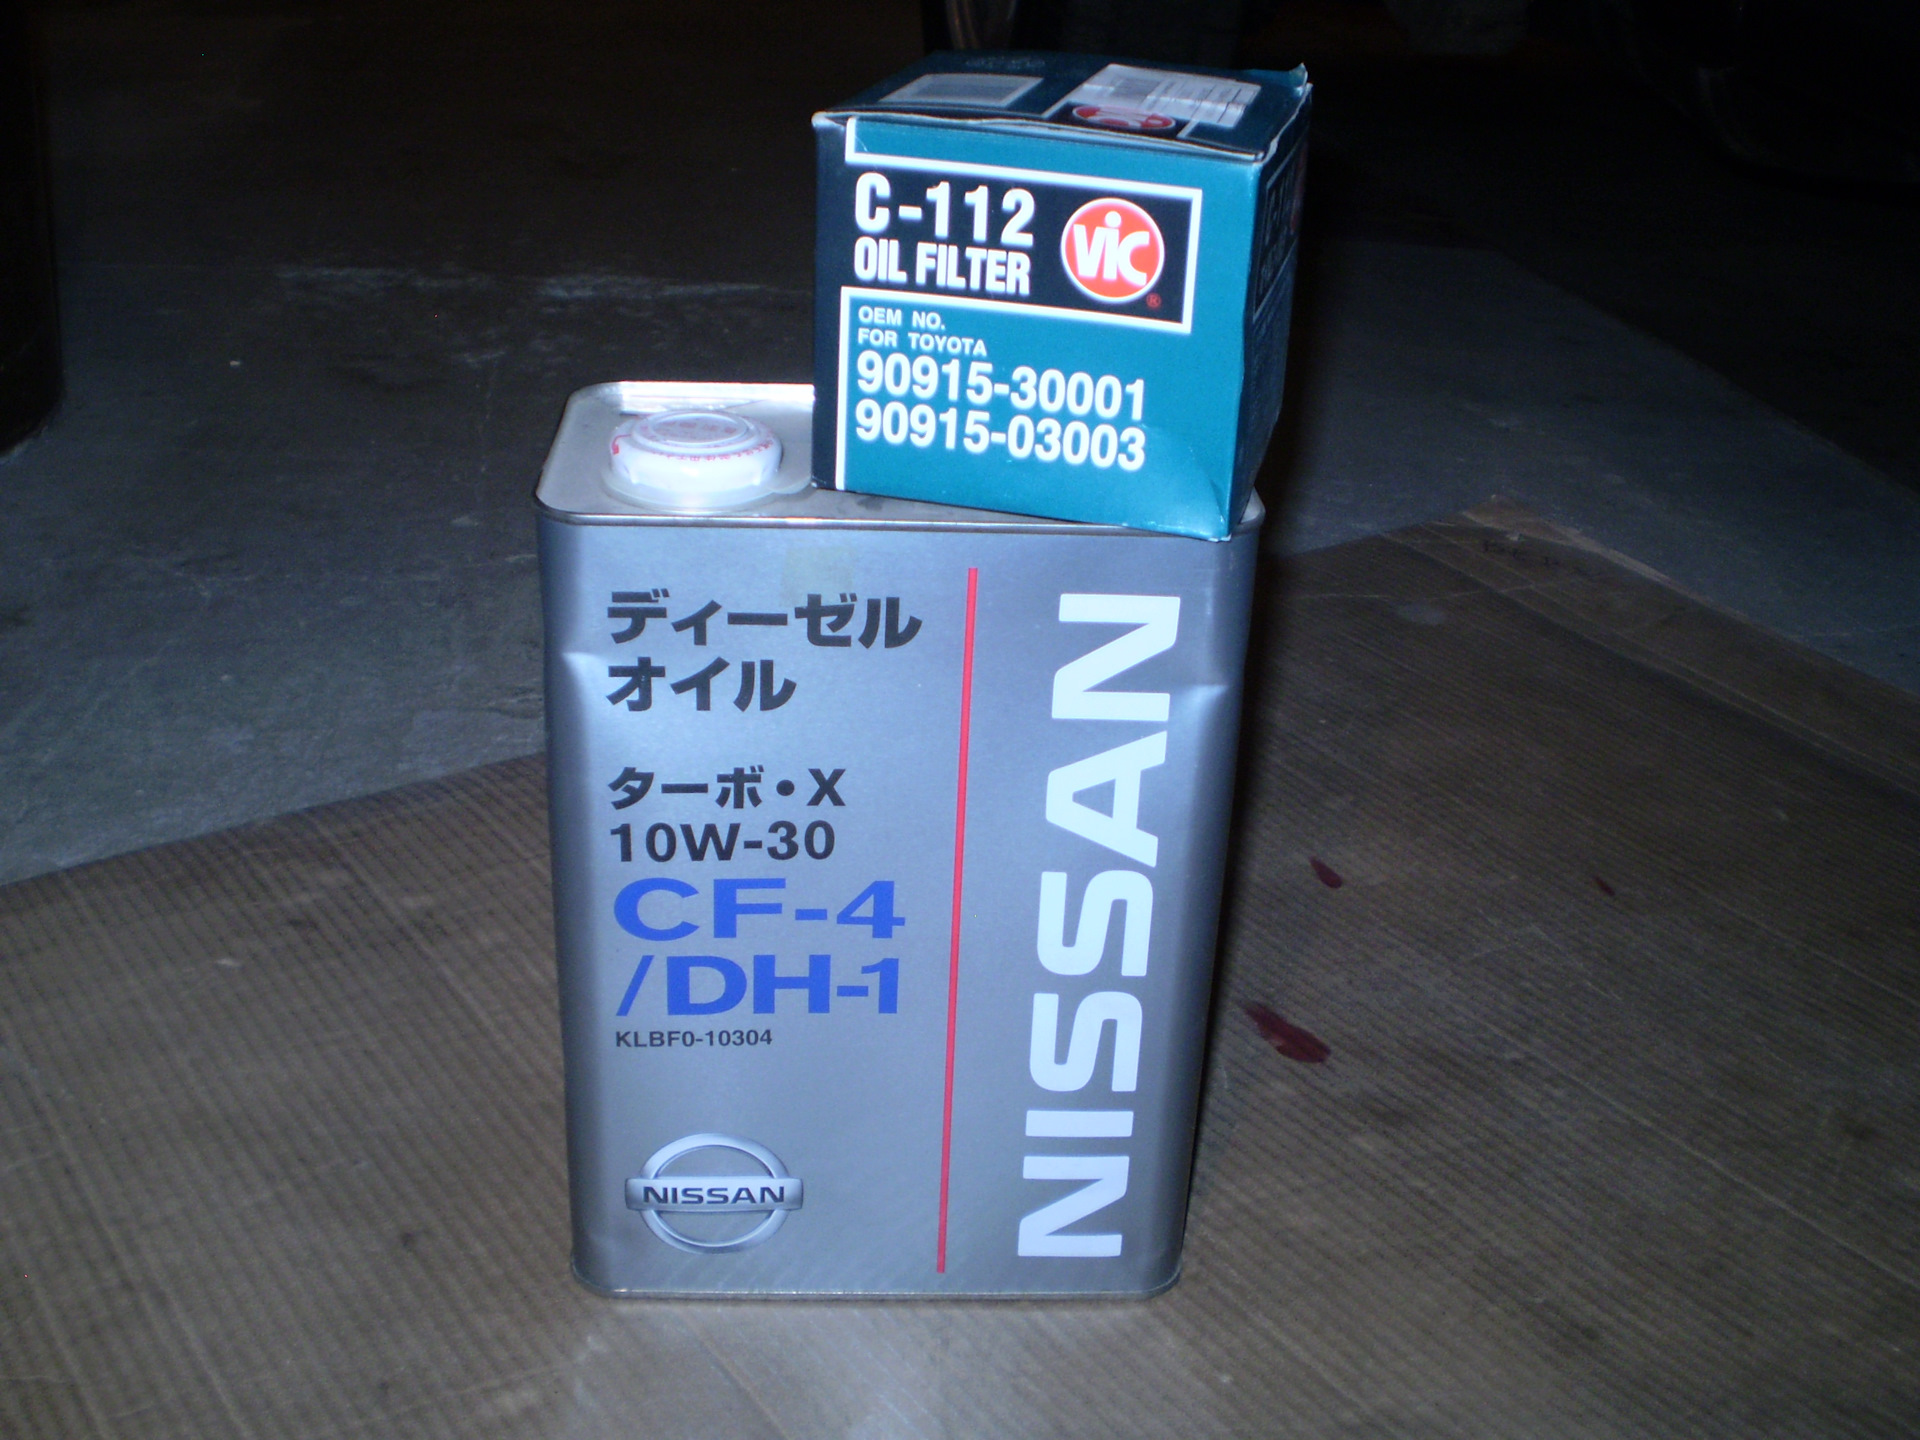 C-112
OIL FILTER
ViC
OEM NO.
FOR TOYOTA
90915-30001
90915-03003
ディーゼル
オイル
ターボ・X
10W-30
CF-4
/DH-1
KLBF0-10304
NISSAN
NISSAN